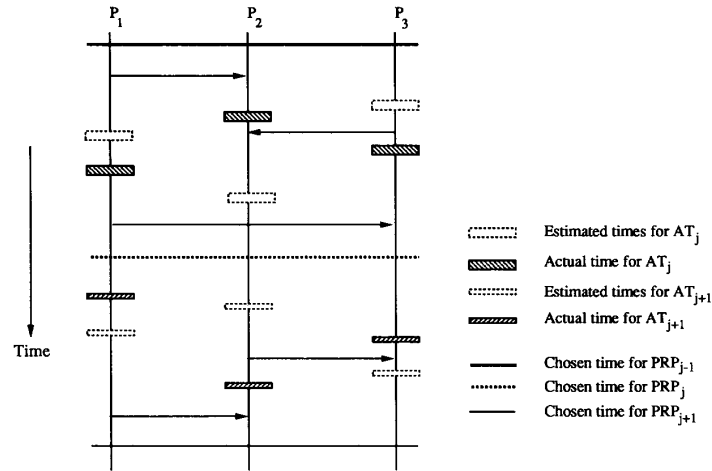 P1 P2 P3
Time
Estimated times for ATj
Actual time for ATj
Estimated times for ATj+1
Actual time for ATj+1
Chosen time for PRPj-1
Chosen time for PRPj
Chosen time for PRPj+1